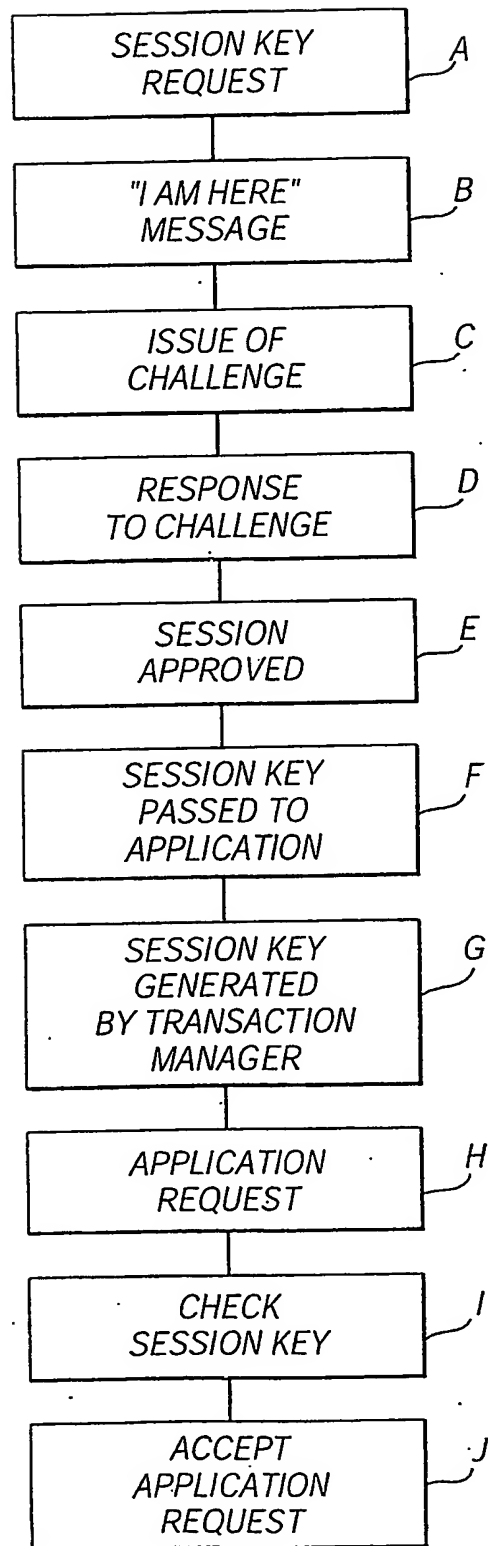 SESSION KEY
REQUEST
A
"I AM HERE"
MESSAGE
B
ISSUE OF
CHALLENGE
C
RESPONSE
TO CHALLENGE
D
SESSION
APPROVED
E
SESSION KEY
PASSED TO
APPLICATION
F
SESSION KEY
GENERATED
BY TRANSACTION
MANAGER
G
APPLICATION
REQUEST
H
CHECK
SESSION KEY
I
ACCEPT
APPLICATION
REQUEST
J